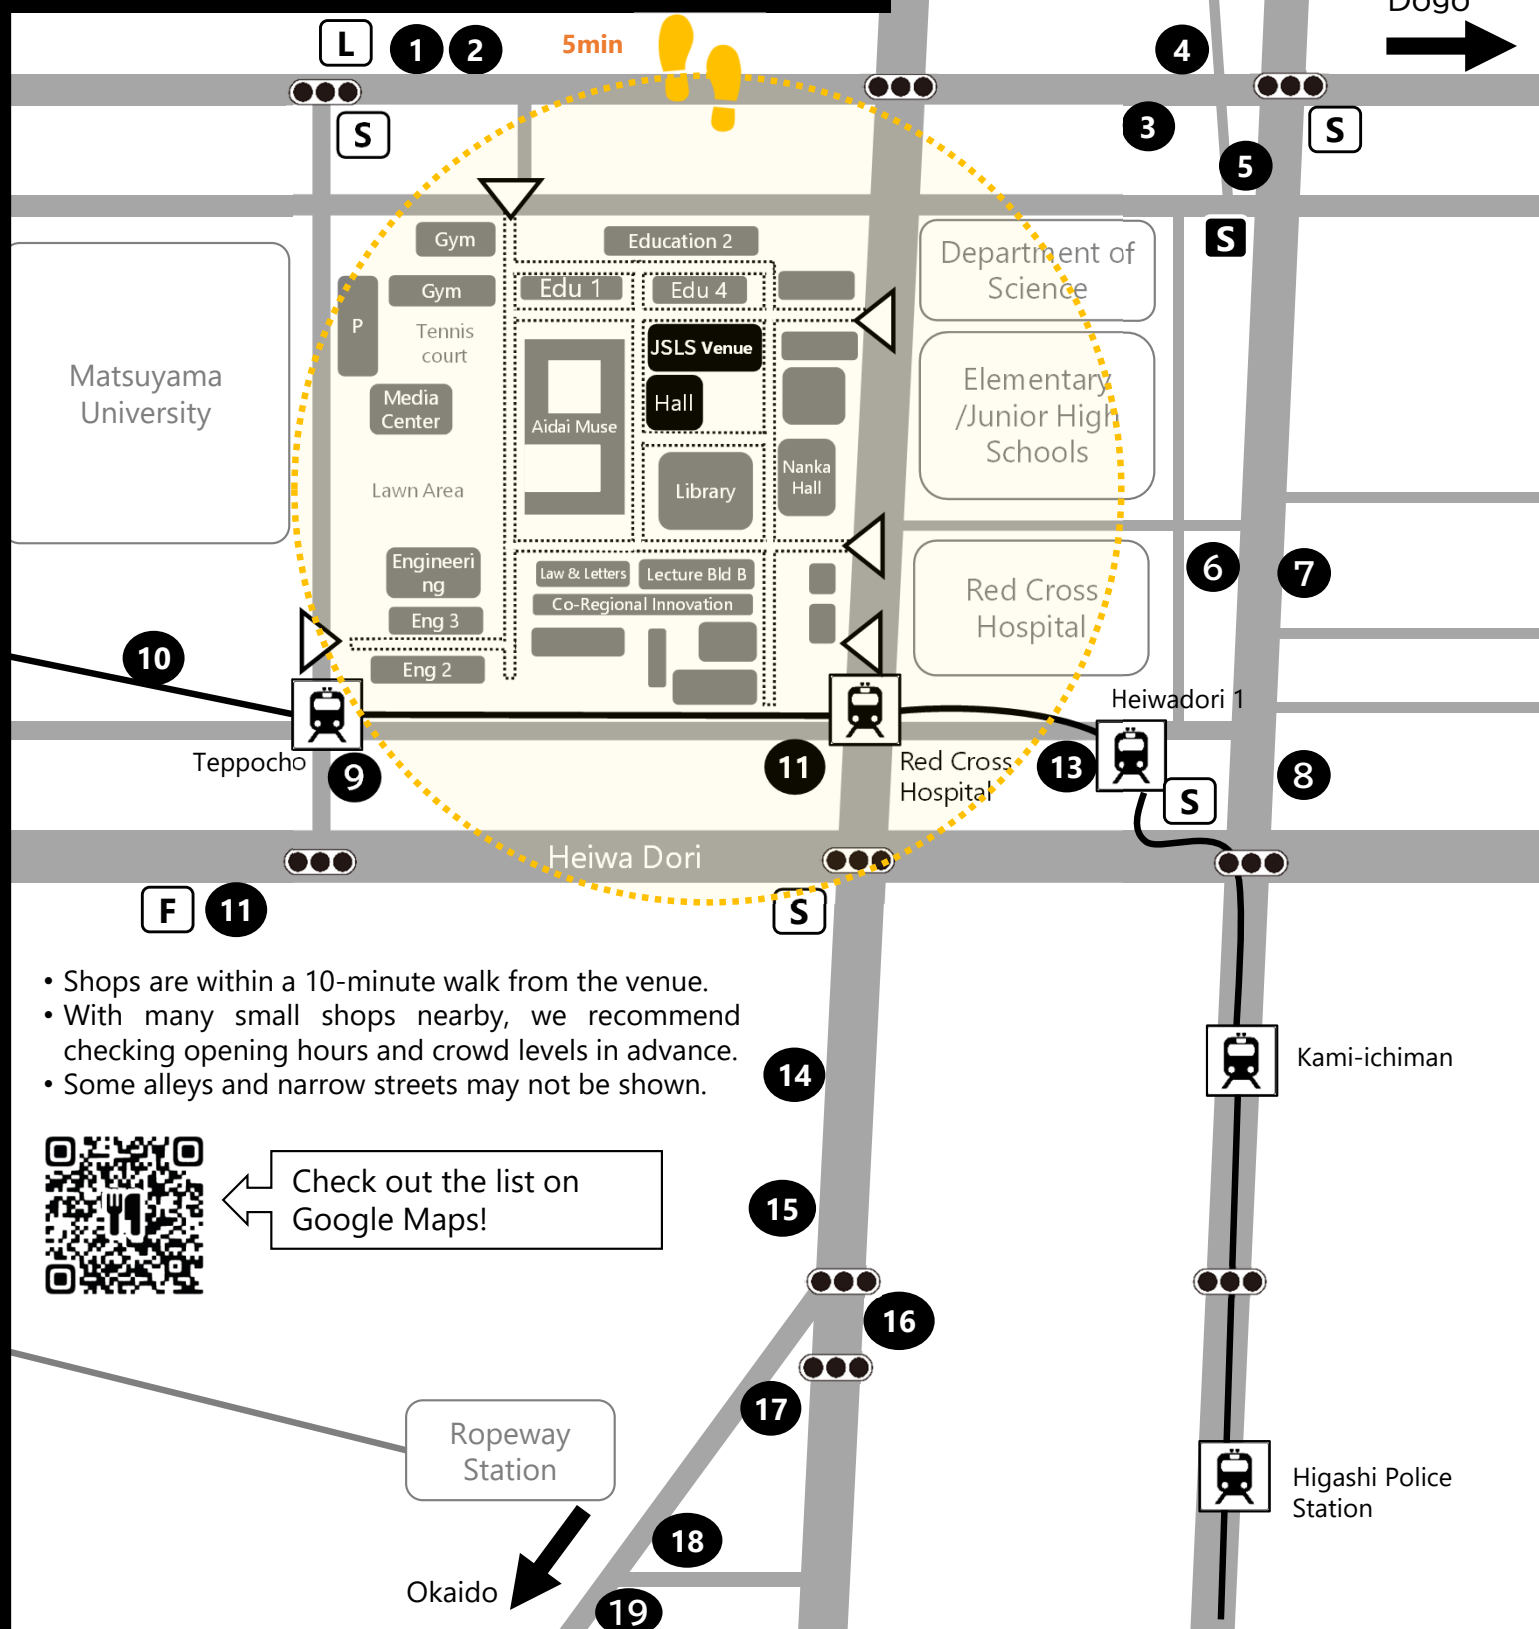 Dogo
L
1
2
5min
4
S
3
S
5
S
Gym
Education 2
Department of
Science
Gym
Edu 1
Edu 4
P
Tennis
court
JSLS Venue
Matsuyama
University
Media
Center
Hall
Aidai Muse
Elementary
/Junior High
Schools
Lawn Area
Library
Nanka
Hall
Engineeri
ng
Law & Letters
Lecture Bld B
Co-Regional Innovation
Red Cross
Hospital
6
7
Eng 3
10
Eng 2
Heiwadori 1
Teppocho
9
11
Red Cross
Hospital
13
S
8
Heiwa Dori
F
11
S
• Shops are within a 10-minute walk from the venue.
• With many small shops nearby, we recommend
checking opening hours and crowd levels in advance.
• Some alleys and narrow streets may not be shown.
14
Kami-ichiman
Check out the list on
Google Maps!
15
16
17
Ropeway
Station
Higashi Police
Station
18
Okaido
19